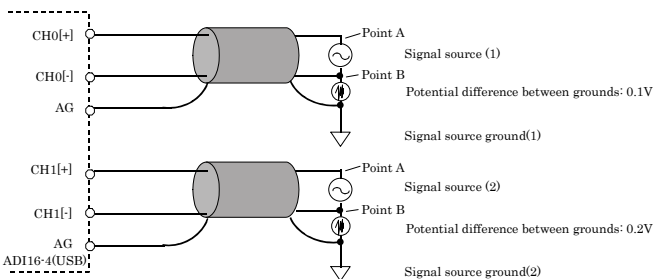 CH0[+]
Point A
Signal source (1)
CH0[-]
Point B
Potential difference between grounds: 0.1V
AG
Signal source ground(1)
CH1[+]
Point A
Signal source (2)
CH1[-]
Point B
Potential difference between grounds: 0.2V
AG
ADI16-4(USB)
Signal source ground(2)